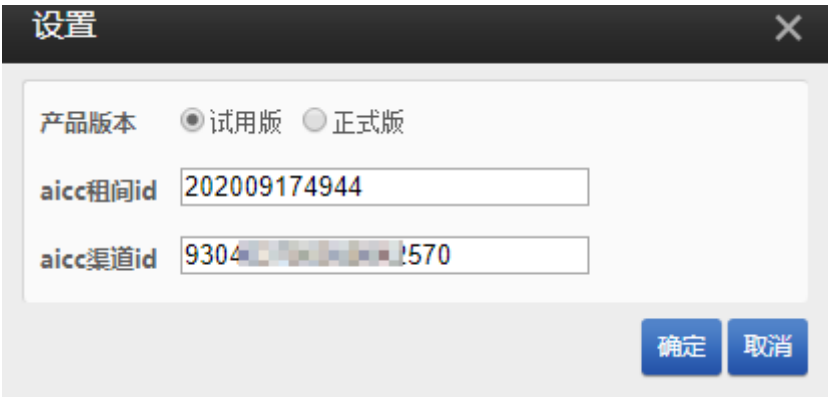 设置
产品版本 试用版 正式版
aicc租间id 202009174944
aicc渠道id 9304 2570
确定 取消